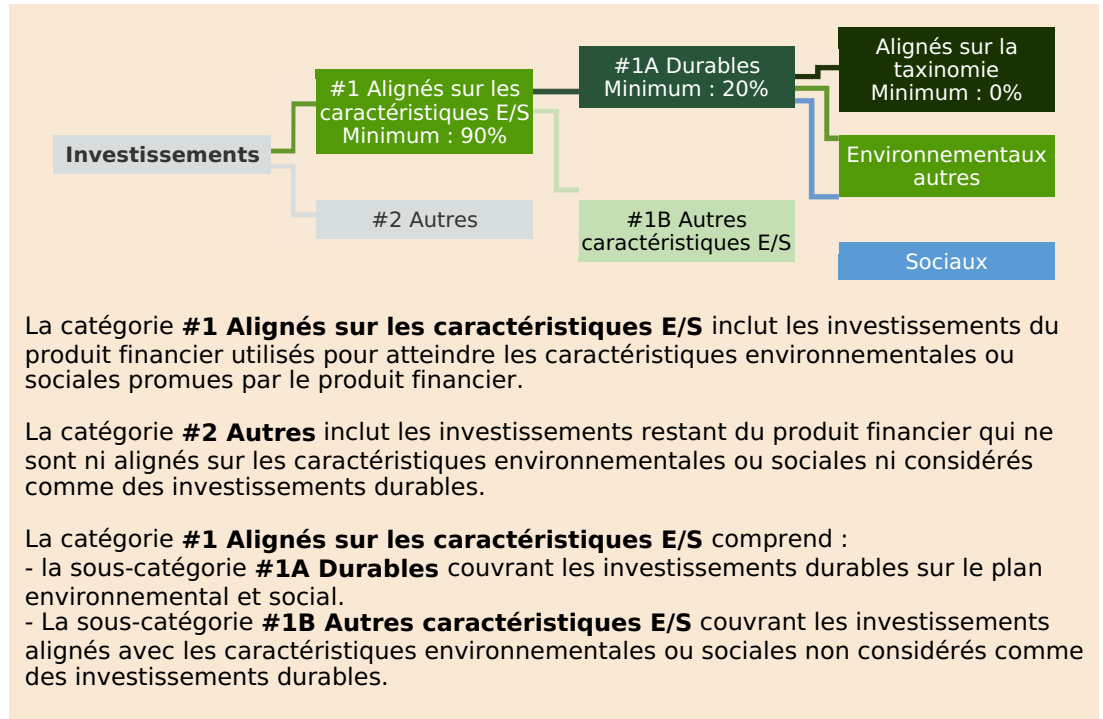 Investissements
#1 Alignés sur les
caractéristiques E/S
Minimum : 90%
#2 Autres
#1A Durables
Minimum : 20%
#1B Autres
caractéristiques E/S
Alignés sur la
taxinomie
Minimum : 0%
Environnementaux
autres
Sociaux
La catégorie #1 Alignés sur les caractéristiques E/S inclut les investissements du
produit financier utilisés pour atteindre les caractéristiques environnementales ou
sociales promues par le produit financier.
La catégorie #2 Autres inclut les investissements restant du produit financier qui ne
sont ni alignés sur les caractéristiques environnementales ou sociales ni considérés
comme des investissements durables.
La catégorie #1 Alignés sur les caractéristiques E/S comprend :
- la sous-catégorie #1A Durables couvrant les investissements durables sur le plan
environnemental et social.
- La sous-catégorie #1B Autres caractéristiques E/S couvrant les investissements
alignés avec les caractéristiques environnementales ou sociales non considérés comme
des investissements durables.